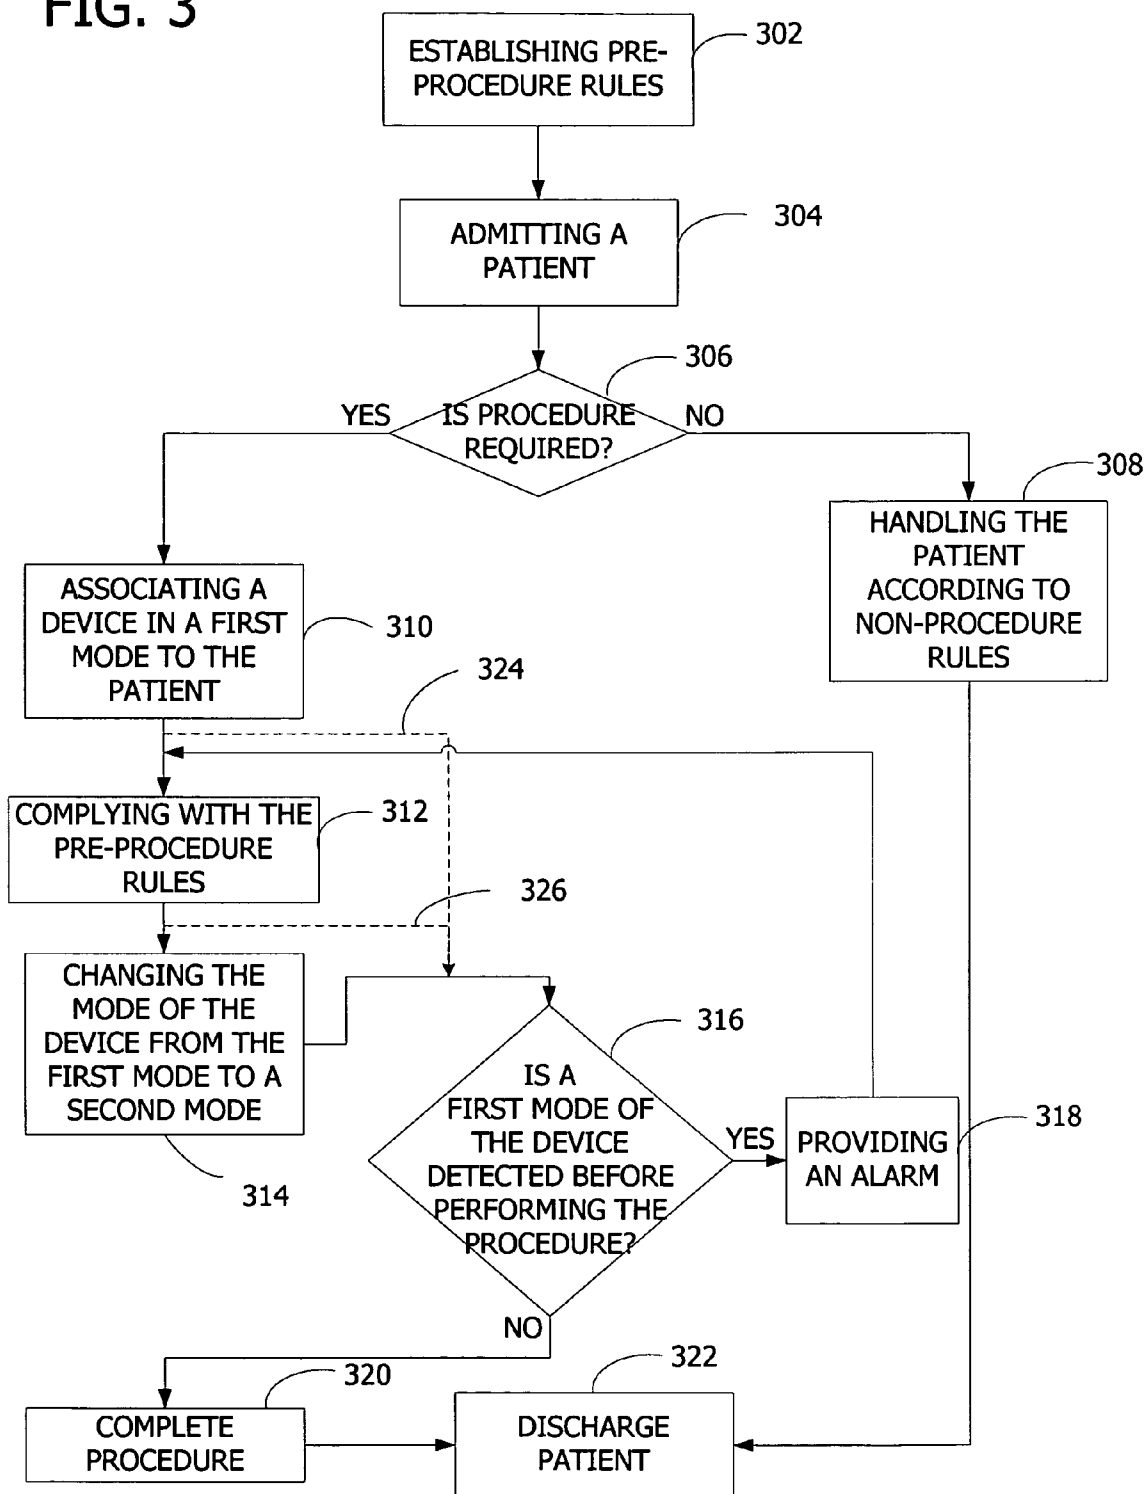 FIG. 3
ESTABLISHING PRE-
PROCEDURE RULES
302
ADMITTING A
PATIENT
304
306
YES
IS PROCEDURE
REQUIRED?
NO
308
HANDLING THE
PATIENT
ACCORDING TO
NON-PROCEDURE
RULES
ASSOCIATING A
DEVICE IN A FIRST
MODE TO THE
PATIENT
310
324
COMPLYING WITH THE
PRE-PROCEDURE
RULES
312
326
CHANGING THE
MODE OF THE
DEVICE FROM THE
FIRST MODE TO A
SECOND MODE
314
316
IS A
FIRST MODE OF
THE DEVICE
DETECTED BEFORE
PERFORMING THE
PROCEDURE?
YES
PROVIDING
AN ALARM
318
NO
320
COMPLETE
PROCEDURE
322
DISCHARGE
PATIENT